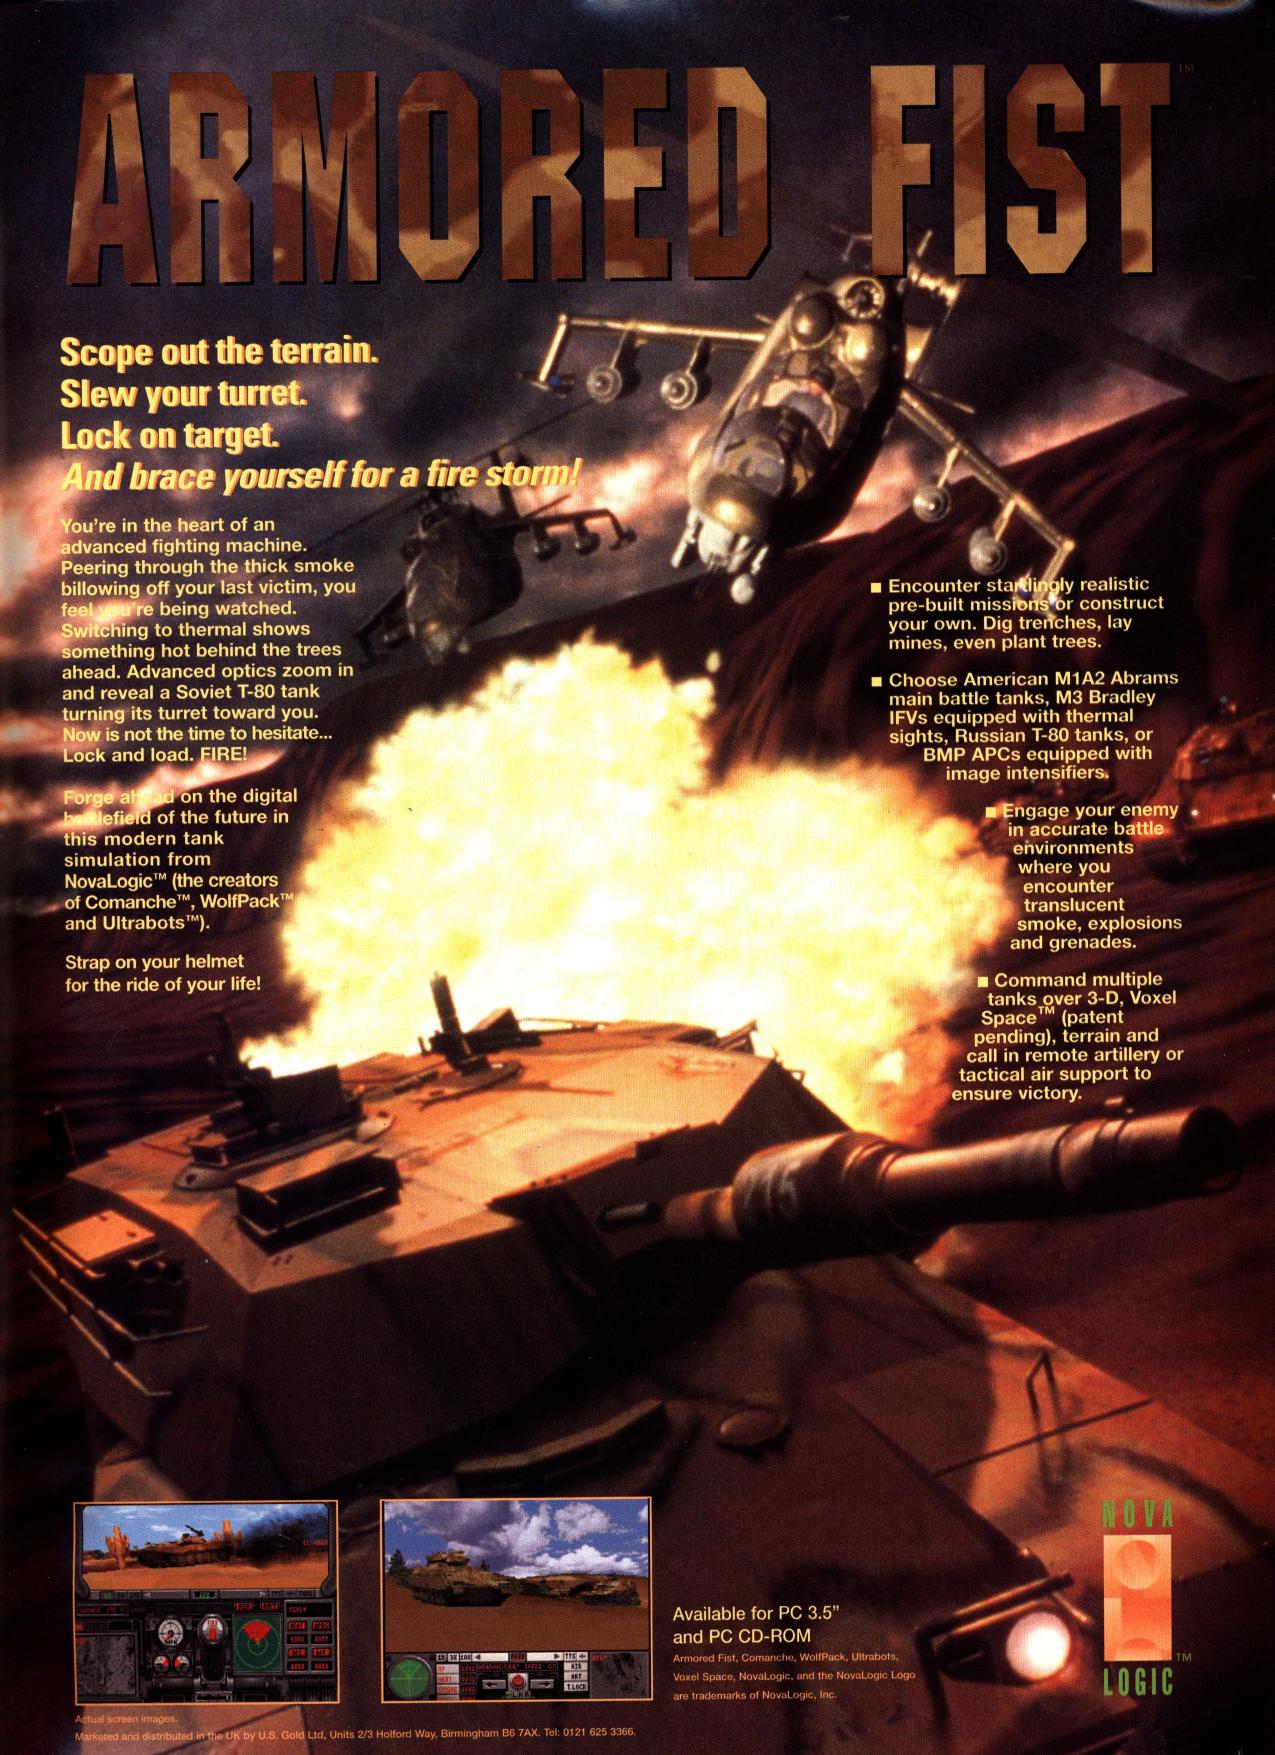 ARMORED FIST™
Scope out the terrain.
Slew your turret.
Lock on target.
And brace yourself for a fire storm!
You're in the heart of an
advanced fighting machine.
Peering through the thick smoke
billowing off your last victim, you
feel you're being watched.
Switching to thermal shows
something hot behind the trees
ahead. Advanced optics zoom in
and reveal a Soviet T-80 tank
turning its turret toward you.
Now is not the time to hesitate...
Lock and load. FIRE!
Forge ahead on the digital
battlefield of the future in
this modern tank
simulation from
NovaLogic™ (the creators
of Comanche™, WolfPack™
and Ultrabots™).
Strap on your helmet
for the ride of your life!
■ Encounter startlingly realistic
pre-built missions or construct
your own. Dig trenches, lay
mines, even plant trees.
■ Choose American M1A2 Abrams
main battle tanks, M3 Bradley
IFVs equipped with thermal
sights, Russian T-80 tanks, or
BMP APCs equipped with
image intensifiers.
■ Engage your enemy
in accurate battle
environments
where you
encounter
translucent
smoke, explosions
and grenades.
■ Command multiple
tanks over 3-D, Voxel
Space™ (patent
pending), terrain and
call in remote artillery or
tactical air support to
ensure victory.
Available for PC 3.5”
and PC CD-ROM
Armored Fist, Comanche, WolfPack, Ultrabots,
Voxel Space, NovaLogic, and the NovaLogic Logo
are trademarks of NovaLogic, Inc.
NOVA
LOGIC™
Actual screen images.
Marketed and distributed in the UK by U.S. Gold Ltd, Units 2/3 Holford Way, Birmingham B6 7AX. Tel: 0121 625 3366.